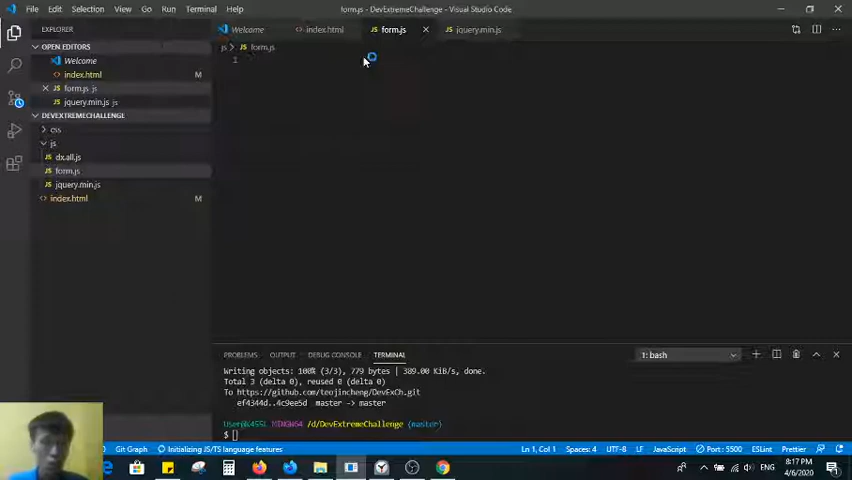 File Edit Selection View Go Run Terminal Help
form.js - DevExtremeChallenge - Visual Studio Code
EXPLORER
Welcome
index.html
form.js
jquery.min.js
OPEN EDITORS
js > form.js
Welcome
1
index.html M
form.js js
jquery.min.js js
DEVEXTREMECHALLENGE
css
js
dx.all.js
form.js
jquery.min.js
index.html M
PROBLEMS OUTPUT DEBUG CONSOLE TERMINAL
1: bash
Writing objects: 100% (3/3), 779 bytes | 389.00 KiB/s, done.
Total 3 (delta 0), reused 0 (delta 0)
To https://github.com/teojincheng/DevExCh.git
ef4344d..4c9ee5d master -> master
/d/DevExtremeChallenge (master)
$
Git Graph
Initializing JS/TS language features
Ln 1, Col 1
Spaces: 4
UTF-8
LF
JavaScript
Port : 5500
ESLint
Prettier
ENG
8:17 PM
4/6/2020